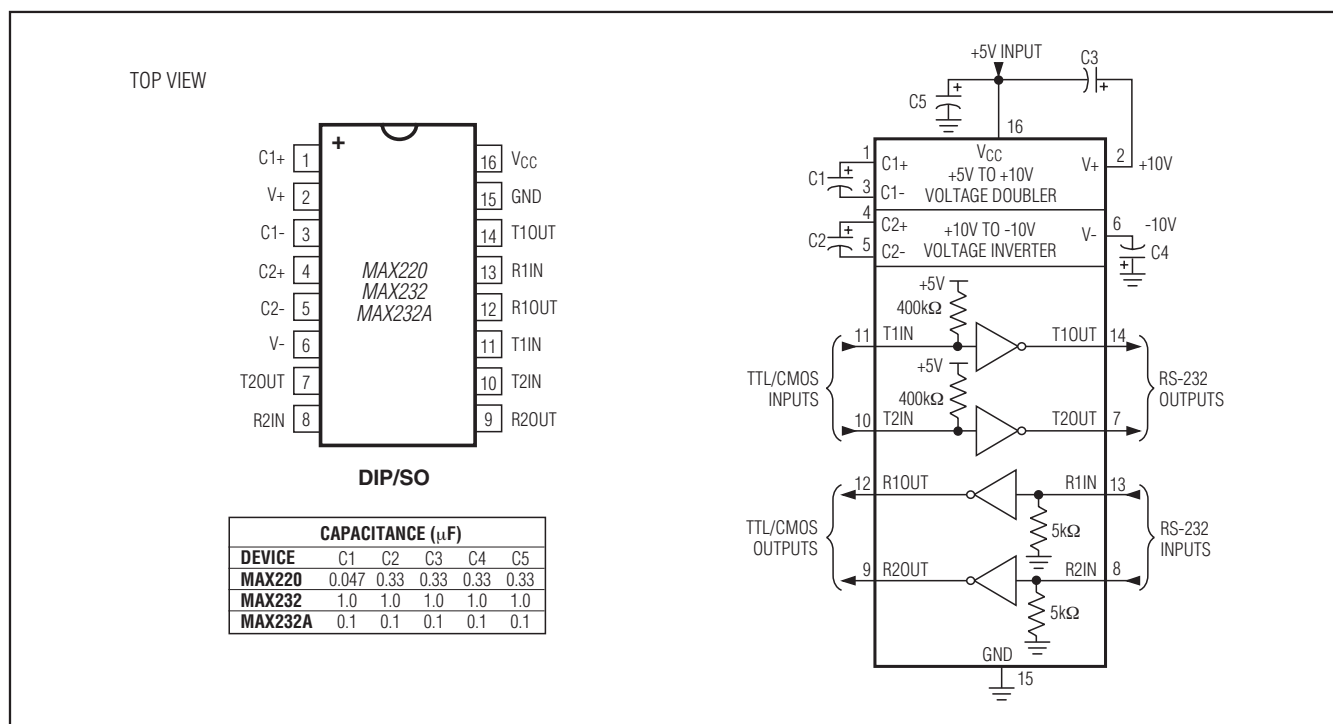 TOP VIEW
+
C1+ 1
V+ 2
C1- 3
C2+ 4
C2- 5
V- 6
T2OUT 7
R2IN 8
16 VCC
15 GND
14 T1OUT
13 R1IN
12 R1OUT
11 T1IN
10 T2IN
9 R2OUT
MAX220
MAX232
MAX232A
DIP/SO
CAPACITANCE (μF)
DEVICE C1 C2 C3 C4 C5
MAX220 0.047 0.33 0.33 0.33 0.33
MAX232 1.0 1.0 1.0 1.0 1.0
MAX232A 0.1 0.1 0.1 0.1 0.1
+5V INPUT
C3
+
C5
+
16
VCC
1
C1+
C1
+
3
C1-
+5V TO +10V
VOLTAGE DOUBLER
V+
2
+10V
4
C2+
C2
+
5
C2-
+10V TO -10V
VOLTAGE INVERTER
V-
6
-10V
C4
+
+5V
400kΩ
11 T1IN
T1OUT 14
+5V
400kΩ
TTL/CMOS
INPUTS
RS-232
OUTPUTS
10 T2IN
T2OUT 7
12 R1OUT
R1IN 13
5kΩ
TTL/CMOS
OUTPUTS
RS-232
INPUTS
9 R2OUT
R2IN 8
5kΩ
GND
15